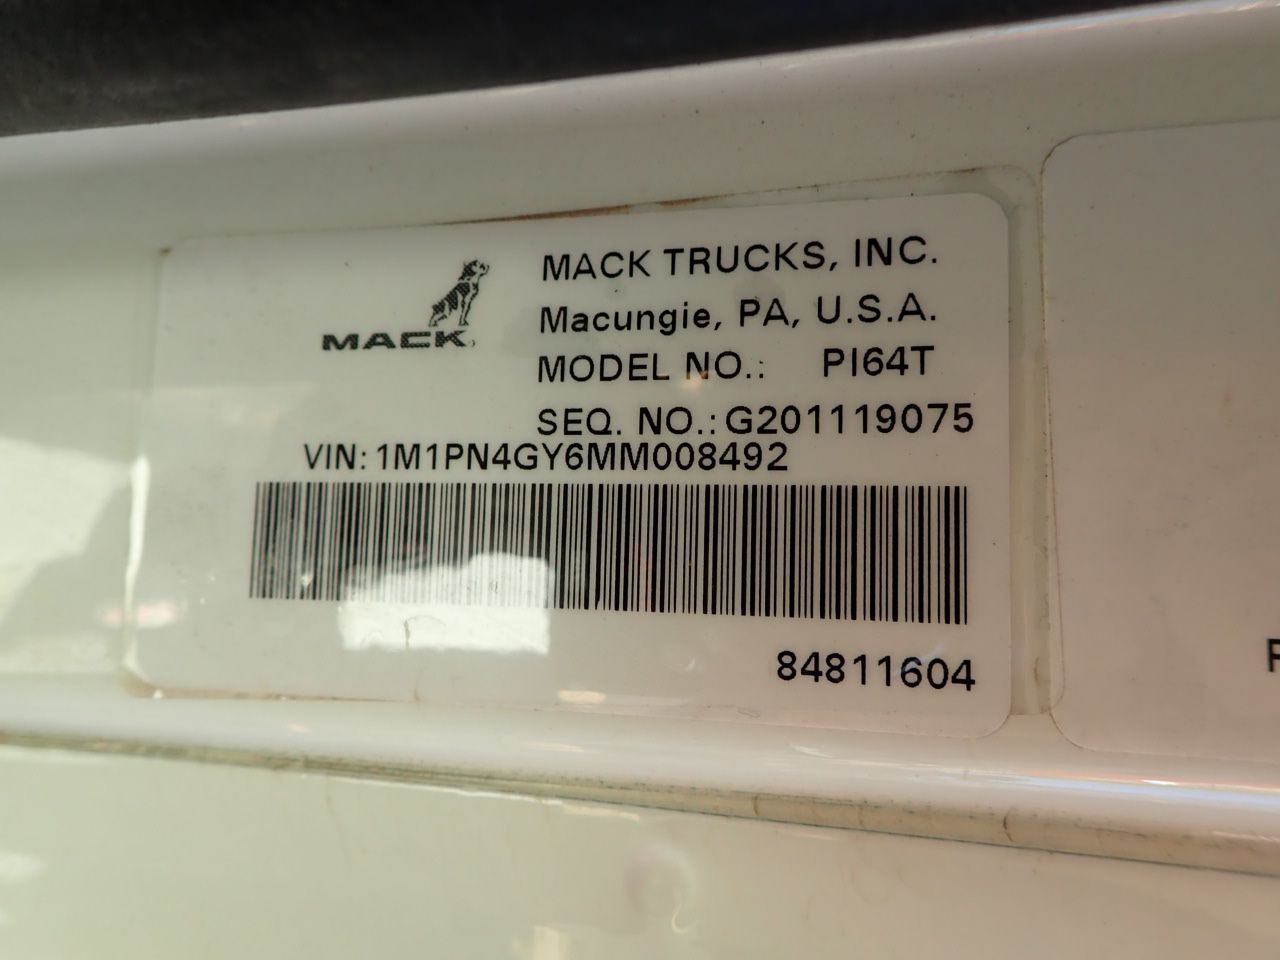 MACK TRUCKS, INC.
Macungie, PA, U.S.A.
MACK
MODEL NO.: PI64T
SEQ. NO.: G201119075
VIN: 1M1PN4GY6MM008492
84811604